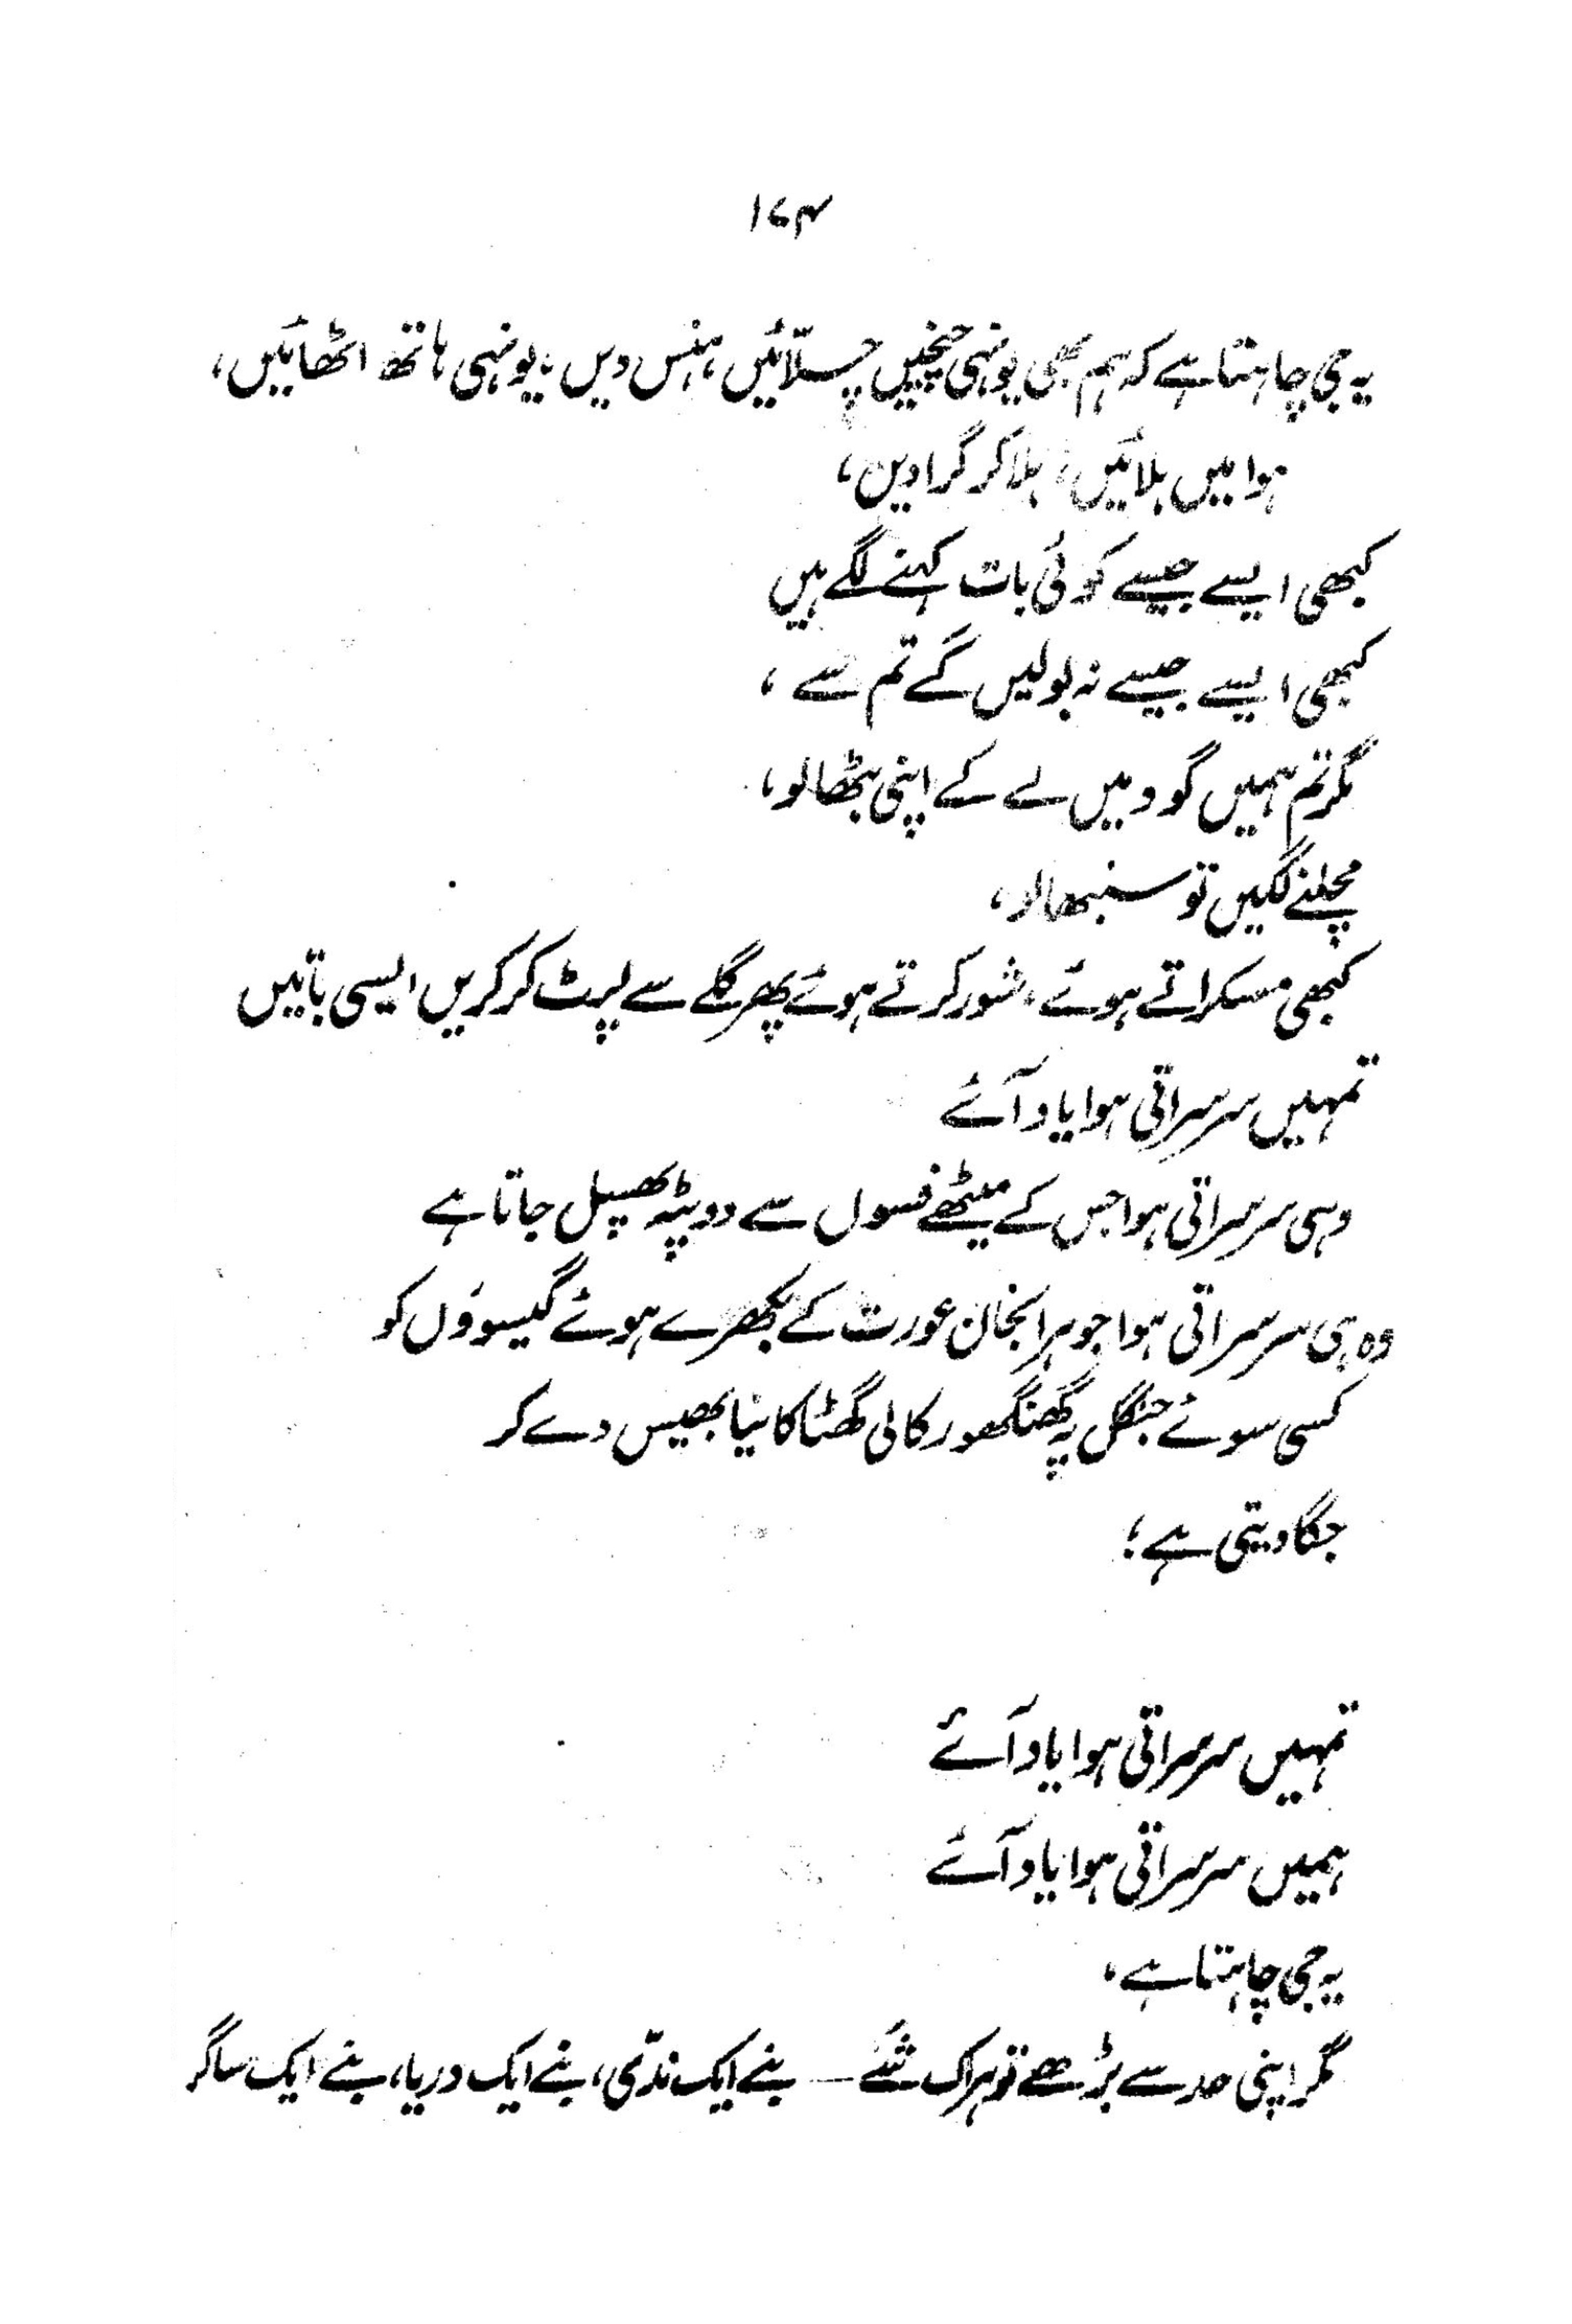 ۱۷۴
یہ جی چاہتا ہے کہ ہم بھی یونہی چیخیں چلّائیں، ہنس دیں، یونہی ہاتھ اٹھائیں،
ہوا میں ہلائیں، ہلا کر گرا دیں،
کبھی ایسے جیسے کوئی بات کہنے لگے ہیں
کبھی ایسے جیسے نہ بولیں گے تم سے،
مگر تم ہمیں گود میں لے کے اپنی بٹھا لو،
مچلنے لگیں تو سنبھالو،
کبھی مسکراتے ہوئے، شور کرتے ہوئے پھر گلے سے لپٹ کر کریں ایسی باتیں
تمہیں سرسراتی ہوا یاد آئے
وہی سرسراتی ہوا جس کے میٹھے فسوں سے دوپٹہ پھسل جاتا ہے
وہ ہی سرسراتی ہوا جو ہر انجان عورت کے بکھرے ہوئے گیسوؤں کو
کسی سوئے جنگل پہ گھنگھور کالی گھٹا کا نیا بھیس دے کر
جگا دیتی ہے؛
تمہیں سرسراتی ہوا یاد آئے
ہمیں سرسراتی ہوا یاد آئے
یہ جی چاہتا ہے،
مگر اپنی حد سے بڑھے تو ہر اک شئے — بنے ایک ندّی، بنے ایک دریا، بنے ایک ساگر